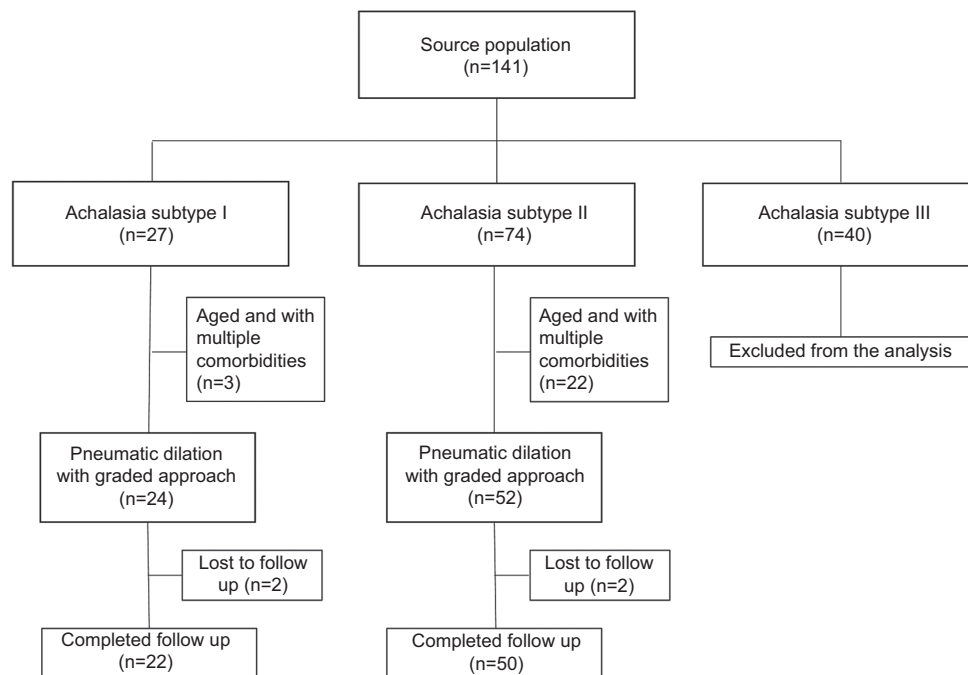 Source population
(n=141)
Achalasia subtype I
(n=27)
Achalasia subtype II
(n=74)
Achalasia subtype III
(n=40)
Aged and with
multiple
comorbidities
(n=3)
Aged and with
multiple
comorbidities
(n=22)
Excluded from the analysis
Pneumatic dilation
with graded approach
(n=24)
Pneumatic dilation
with graded approach
(n=52)
Lost to follow
up (n=2)
Lost to follow
up (n=2)
Completed follow up
(n=22)
Completed follow up
(n=50)